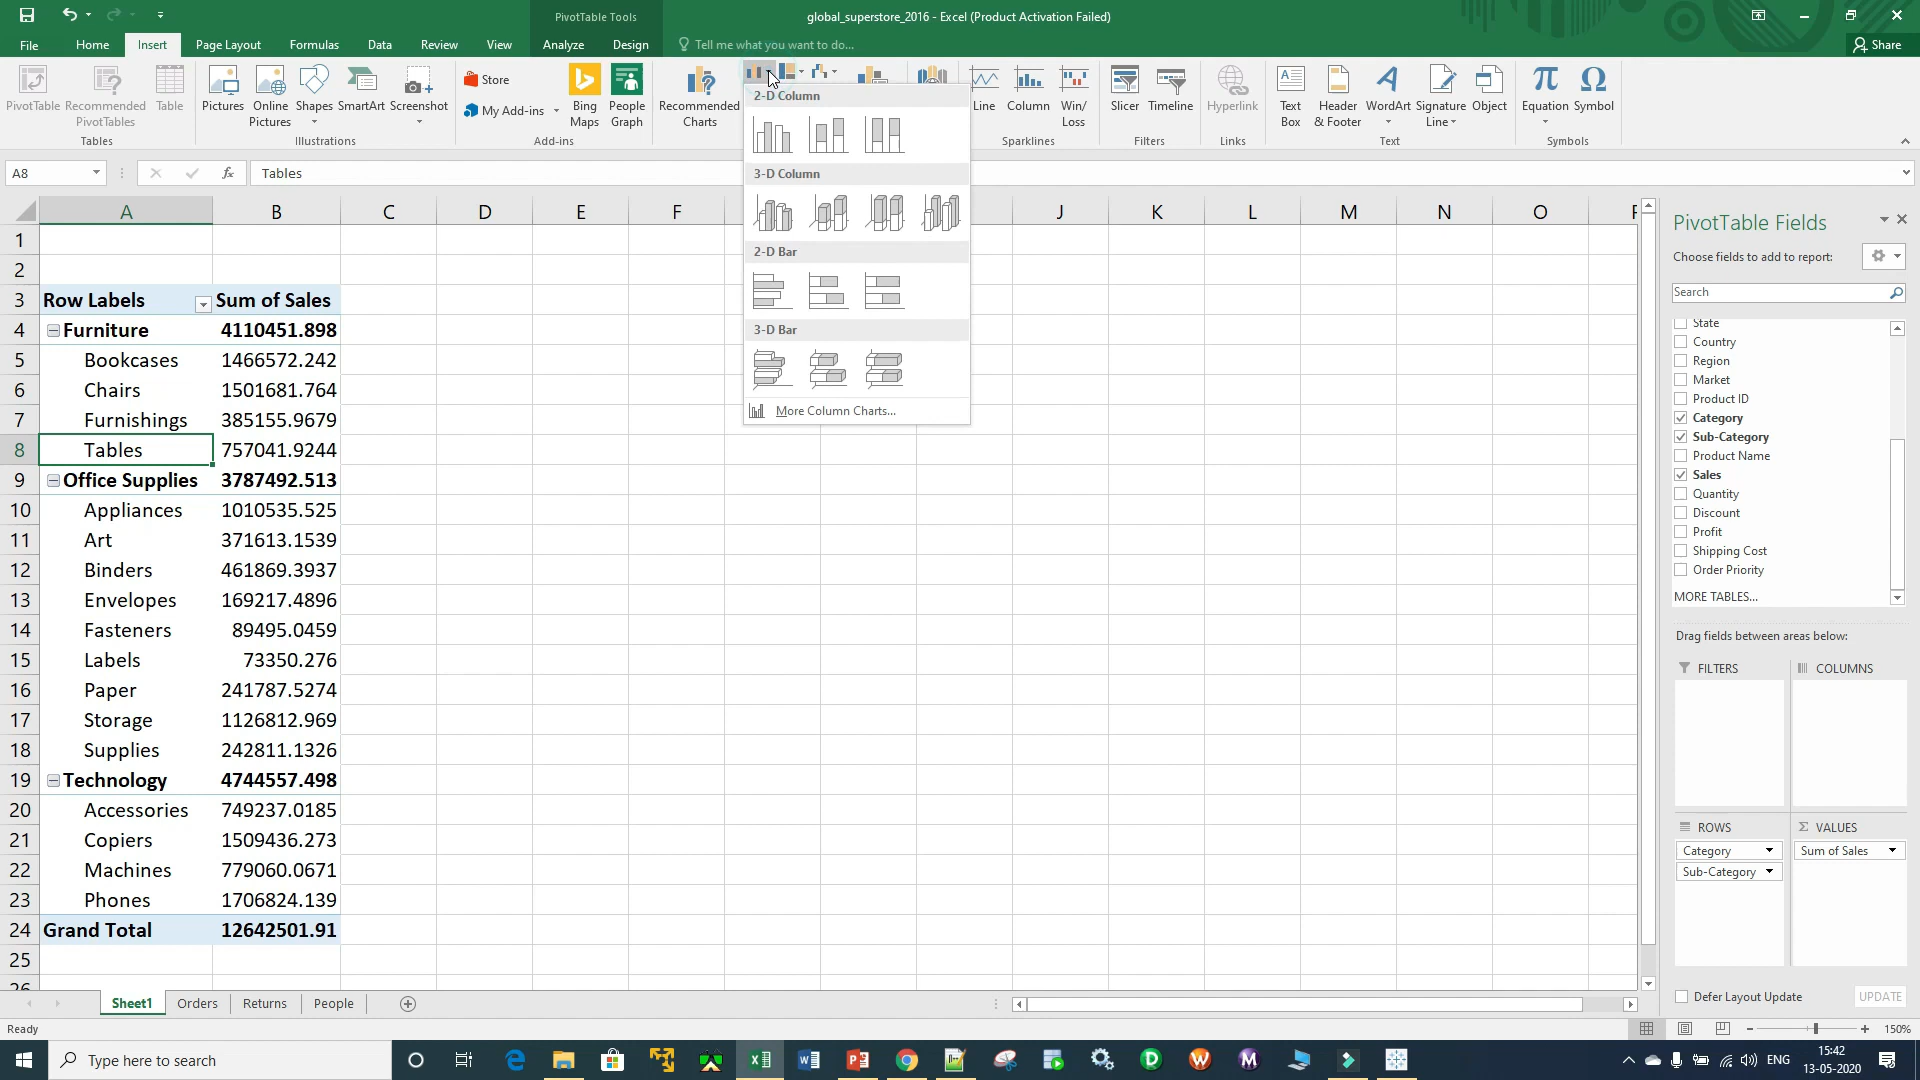 PivotTable Tools
global_superstore_2016 - Excel (Product Activation Failed)
File Home Insert Page Layout Formulas Data Review View Analyze Design Tell me what you want to do... Share
PivotTable
Recommended PivotTables
Table
Tables
Pictures
Online Pictures
Shapes
SmartArt
Screenshot
Illustrations
Store
My Add-ins
Bing Maps
People Graph
Add-ins
Recommended Charts
Line
Column
Win/ Loss
Sparklines
Slicer
Timeline
Filters
Hyperlink
Links
Text Box
Header & Footer
WordArt
Signature Line
Object
Text
Equation
Symbol
Symbols
2-D Column
3-D Column
2-D Bar
3-D Bar
More Column Charts...
A8 fx Tables
A B C D E F J K L M N O
1
2
3 Row Labels Sum of Sales
4 Furniture 4110451.898
5 Bookcases 1466572.242
6 Chairs 1501681.764
7 Furnishings 385155.9679
8 Tables 757041.9244
9 Office Supplies 3787492.513
10 Appliances 1010535.525
11 Art 371613.1539
12 Binders 461869.3937
13 Envelopes 169217.4896
14 Fasteners 89495.0459
15 Labels 73350.276
16 Paper 241787.5274
17 Storage 1126812.969
18 Supplies 242811.1326
19 Technology 4744557.498
20 Accessories 749237.0185
21 Copiers 1509436.273
22 Machines 779060.0671
23 Phones 1706824.139
24 Grand Total 12642501.91
25
26
PivotTable Fields
Choose fields to add to report:
Search
State
Country
Region
Market
Product ID
Category
Sub-Category
Product Name
Sales
Quantity
Discount
Profit
Shipping Cost
Order Priority
MORE TABLES...
Drag fields between areas below:
FILTERS COLUMNS
ROWS Σ VALUES
Category Sum of Sales
Sub-Category
Defer Layout Update UPDATE
Sheet1 Orders Returns People
Ready 150%
Type here to search
ENG
15:42
13-05-2020